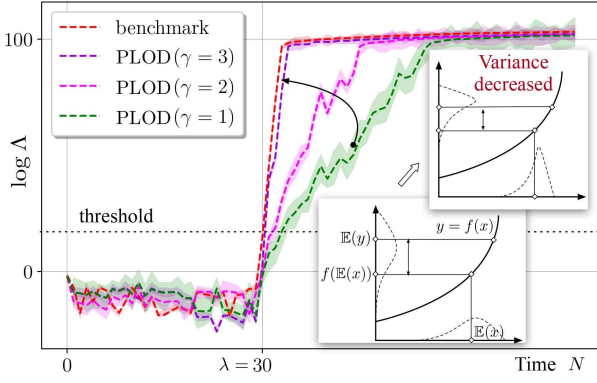 100
benchmark
PLOD(γ = 3)
PLOD(γ = 2)
PLOD(γ = 1)
Variance
decreased
log Λ
threshold
𝔼(y)
y = f(x)
f(𝔼(x))
0
𝔼(x)
0
λ = 30
Time N